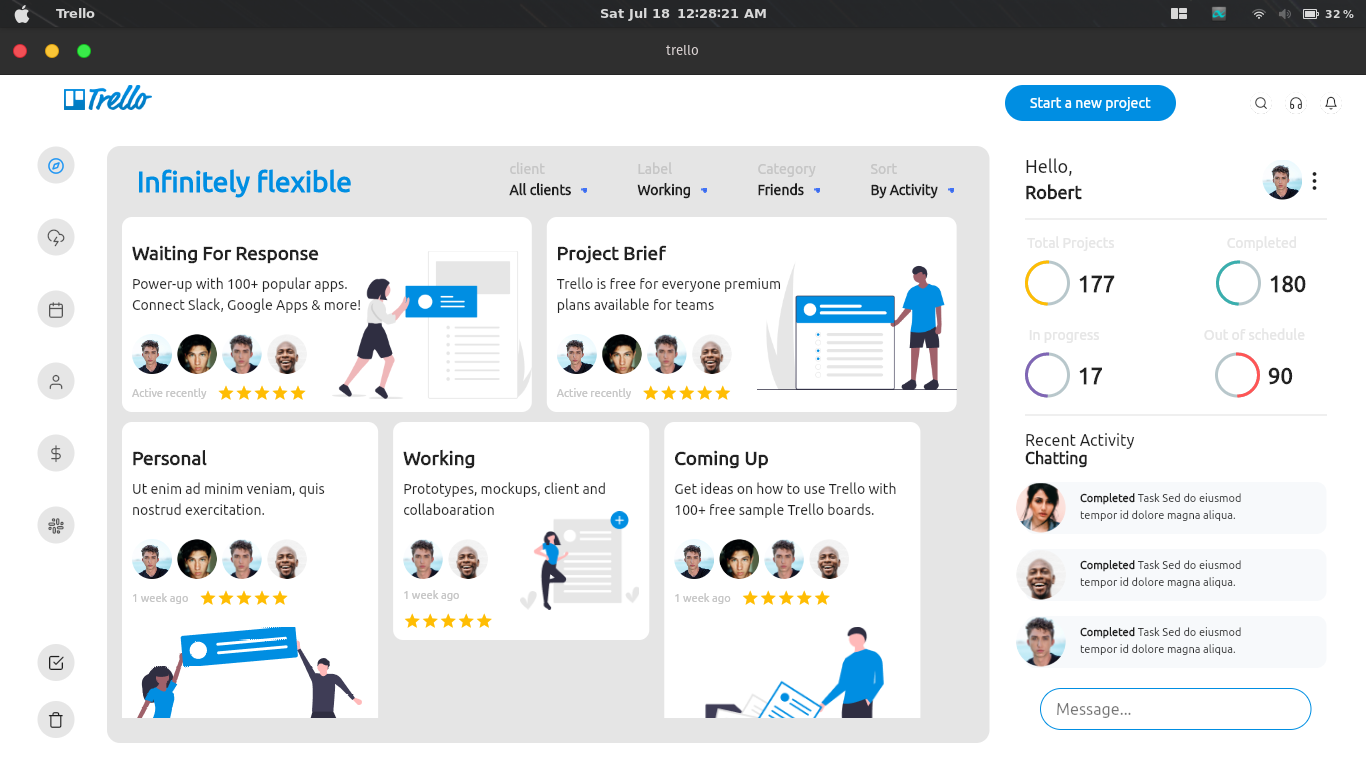 Trello
Sat Jul 18 12:28:21 AM
32 %
trello
Trello
Start a new project
Infinitely flexible
client
All clients
Label
Working
Category
Friends
Sort
By Activity
Waiting For Response
Power-up with 100+ popular apps.
Connect Slack, Google Apps & more!
Active recently
Project Brief
Trello is free for everyone premium
plans available for teams
Active recently
Personal
Ut enim ad minim veniam, quis
nostrud exercitation.
1 week ago
Working
Prototypes, mockups, client and
collaboaration
1 week ago
Coming Up
Get ideas on how to use Trello with
100+ free sample Trello boards.
1 week ago
Hello,
Robert
Total Projects
177
Completed
180
In progress
17
Out of schedule
90
Recent Activity
Chatting
Completed Task Sed do eiusmod
tempor id dolore magna aliqua.
Completed Task Sed do eiusmod
tempor id dolore magna aliqua.
Completed Task Sed do eiusmod
tempor id dolore magna aliqua.
Message...